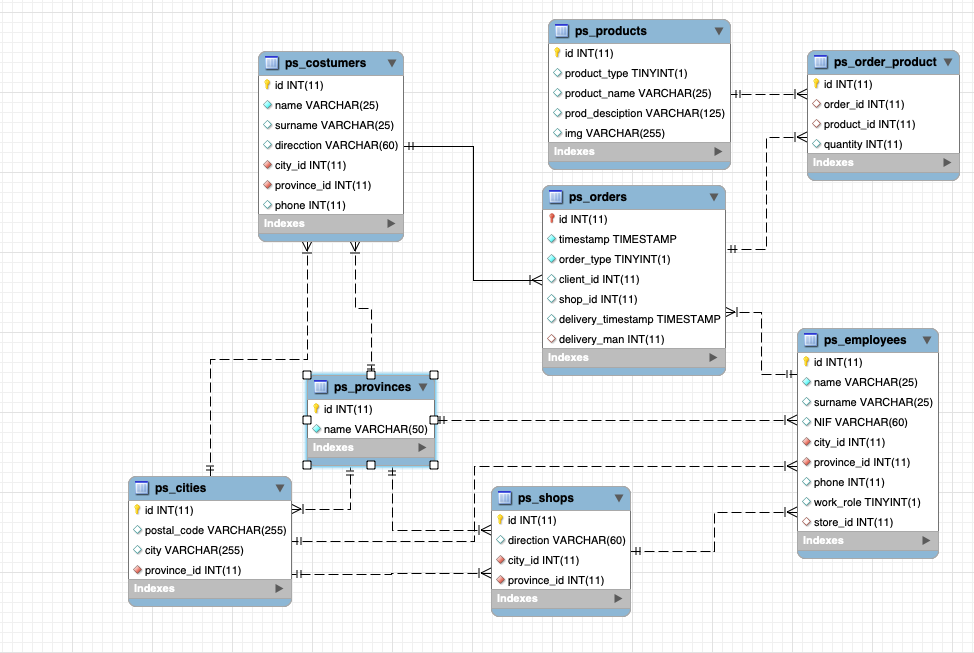 ps_costumers
id INT(11)
name VARCHAR(25)
surname VARCHAR(25)
direcction VARCHAR(60)
city_id INT(11)
province_id INT(11)
phone INT(11)
Indexes
ps_products
id INT(11)
product_type TINYINT(1)
product_name VARCHAR(25)
prod_desciption VARCHAR(125)
img VARCHAR(255)
Indexes
ps_order_product
id INT(11)
order_id INT(11)
product_id INT(11)
quantity INT(11)
Indexes
ps_orders
id INT(11)
timestamp TIMESTAMP
order_type TINYINT(1)
client_id INT(11)
shop_id INT(11)
delivery_timestamp TIMESTAMP
delivery_man INT(11)
Indexes
ps_employees
id INT(11)
name VARCHAR(25)
surname VARCHAR(25)
NIF VARCHAR(60)
city_id INT(11)
province_id INT(11)
phone INT(11)
work_role TINYINT(1)
store_id INT(11)
Indexes
ps_provinces
id INT(11)
name VARCHAR(50)
Indexes
ps_cities
id INT(11)
postal_code VARCHAR(255)
city VARCHAR(255)
province_id INT(11)
Indexes
ps_shops
id INT(11)
direction VARCHAR(60)
city_id INT(11)
province_id INT(11)
Indexes